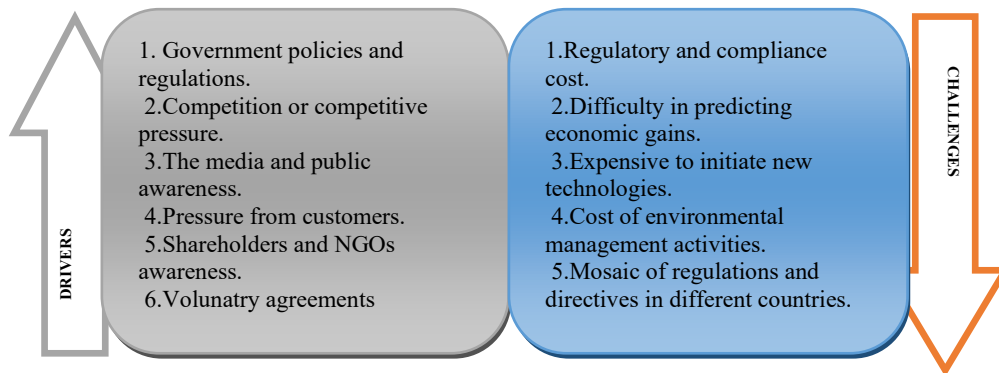 DRIVERS
1. Government policies and
regulations.
2.Competition or competitive
pressure.
3.The media and public
awareness.
4.Pressure from customers.
5.Shareholders and NGOs
awareness.
6.Volunatry agreements
1.Regulatory and compliance
cost.
2.Difficulty in predicting
economic gains.
3.Expensive to initiate new
technologies.
4.Cost of environmental
management activities.
5.Mosaic of regulations and
directives in different countries.
CHALLENGES